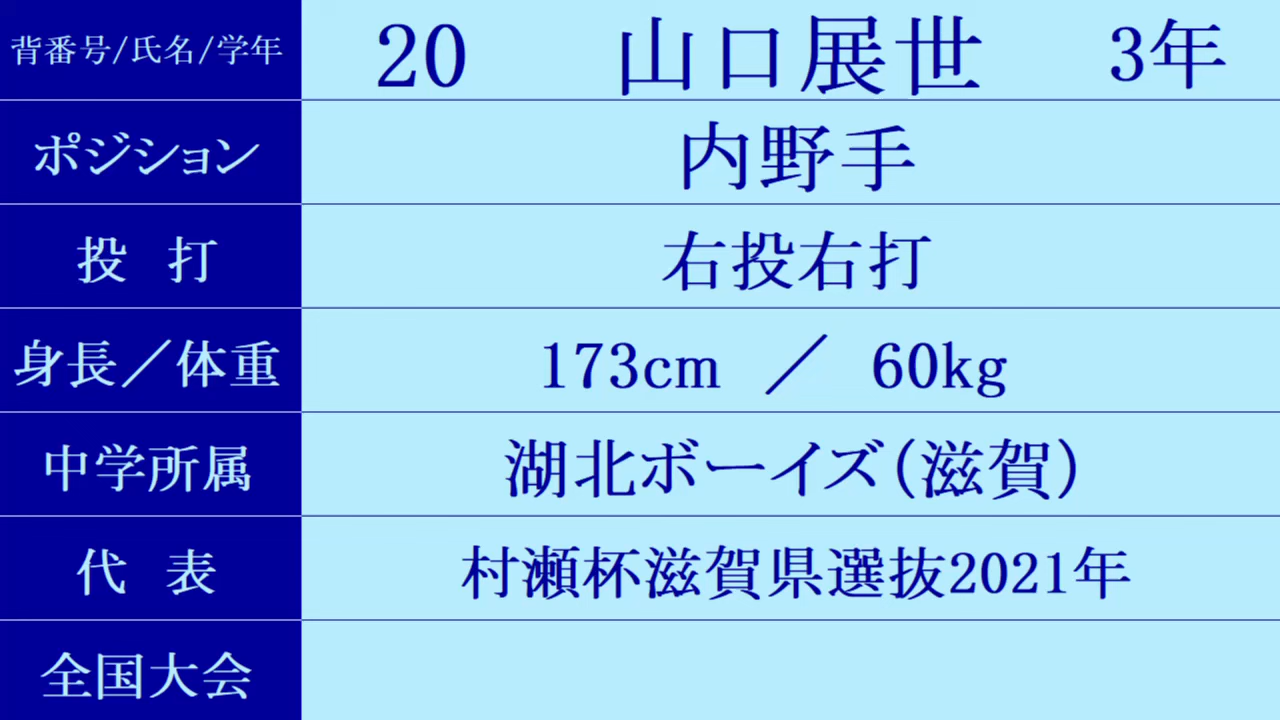 背番号/氏名/学年 20 山口展世 3年
ポジション 内野手
投 打 右投右打
身長／体重 173cm ／ 60kg
中学所属 湖北ボーイズ(滋賀)
代 表 村瀬杯滋賀県選抜2021年
全国大会